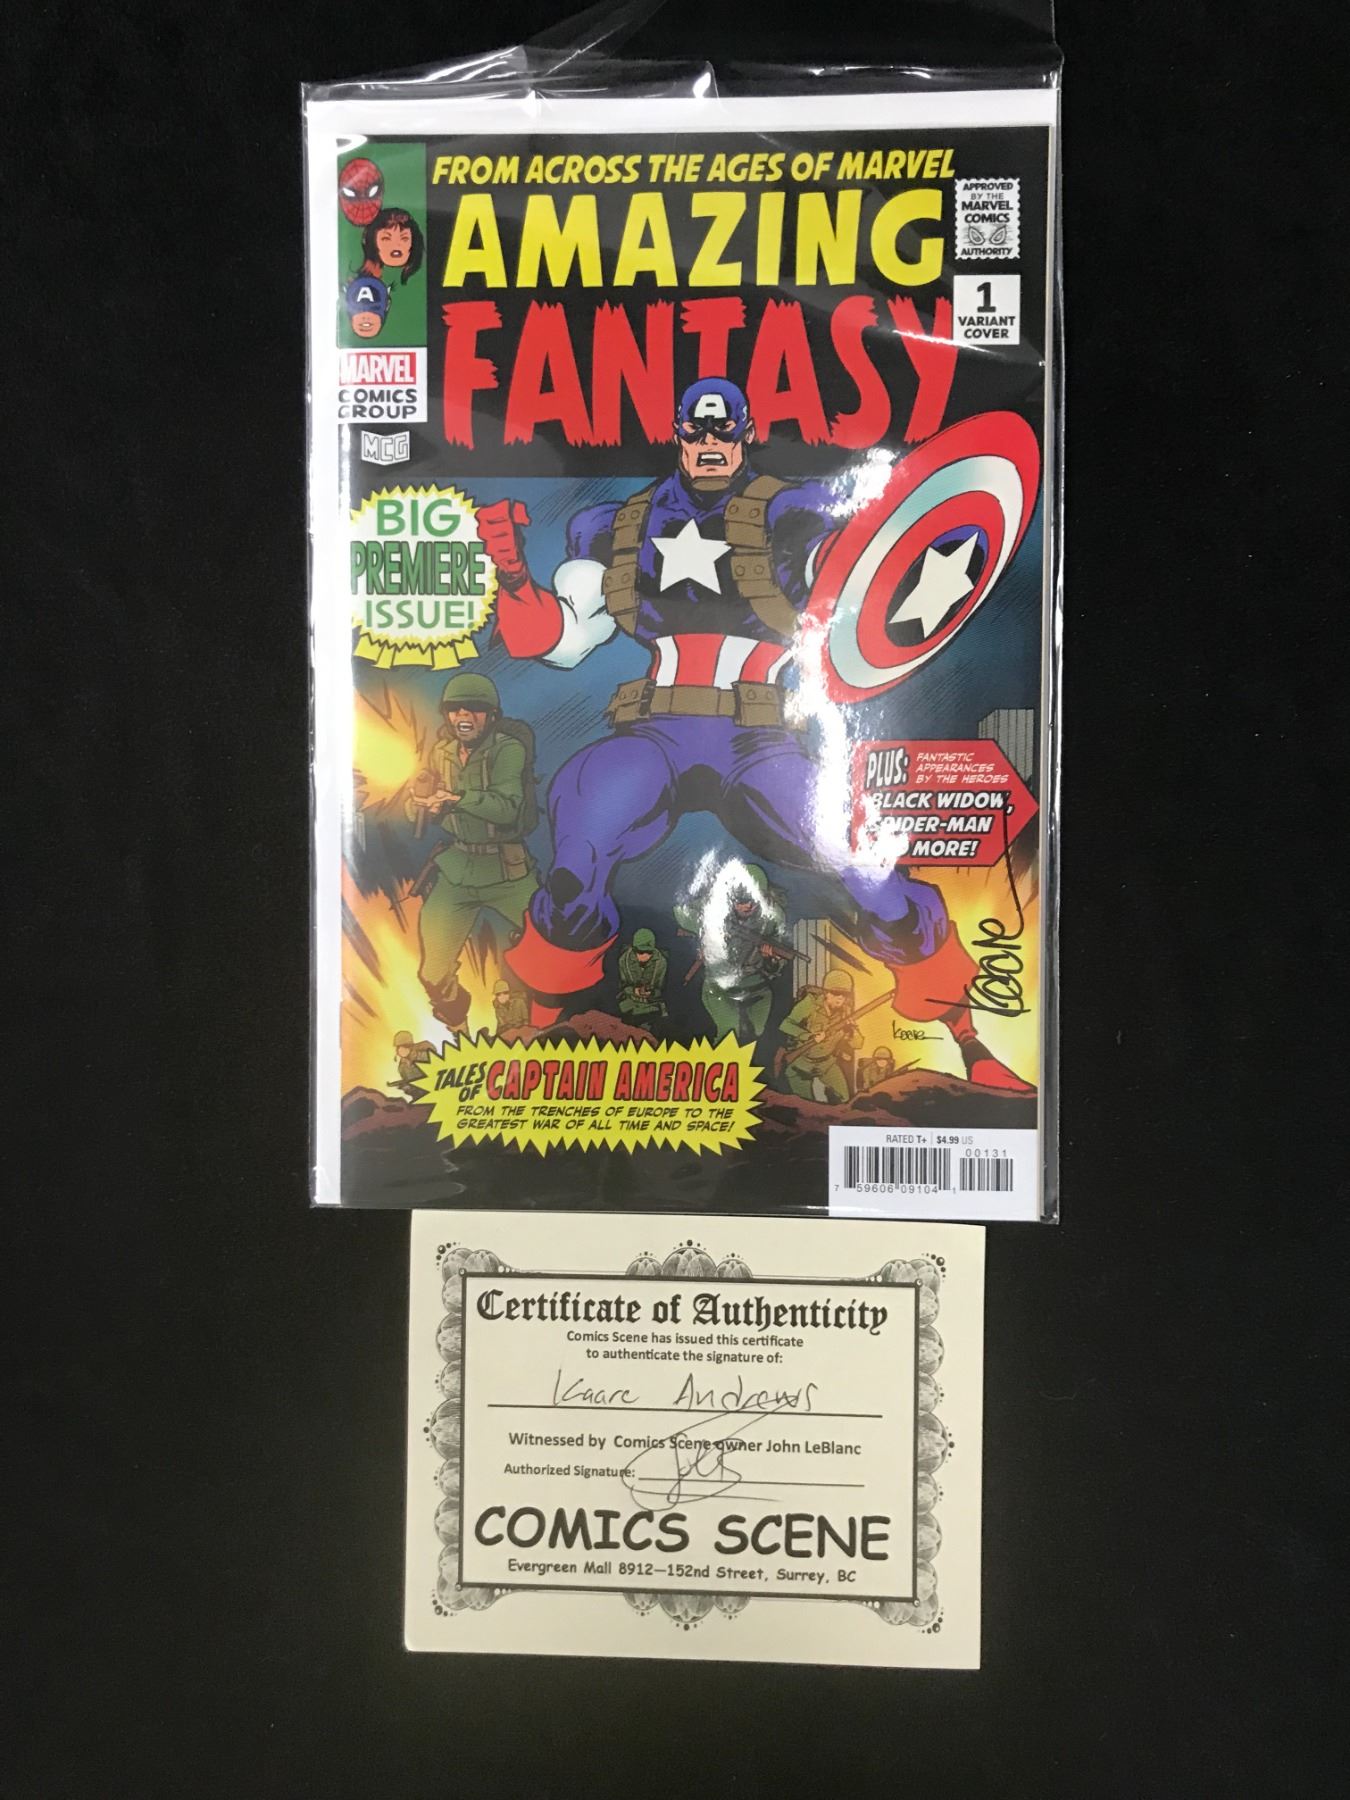 FROM ACROSS THE AGES OF MARVEL
AMAZING
FANTASY
APPROVED
BY THE
MARVEL
COMICS
AUTHORITY
1
VARIANT
COVER
A
MARVEL
COMICS
GROUP
MCG
A
BIG
PREMIERE
ISSUE!
PLUS: FANTASTIC
APPEARANCES
BY THE HEROES
BLACK WIDOW,
SPIDER-MAN
MORE!
Kaare
Kaare
TALES
OF CAPTAIN AMERICA
FROM THE TRENCHES OF EUROPE TO THE
GREATEST WAR OF ALL TIME AND SPACE!
RATED T+ $4.99 US
00131
7 59606 09104 1
Certificate of Authenticity
Comics Scene has issued this certificate
to authenticate the signature of:
Kaare Andrews
Witnessed by Comics Scene owner John LeBlanc
Authorized Signature:
COMICS SCENE
Evergreen Mall 8912—152nd Street, Surrey, BC